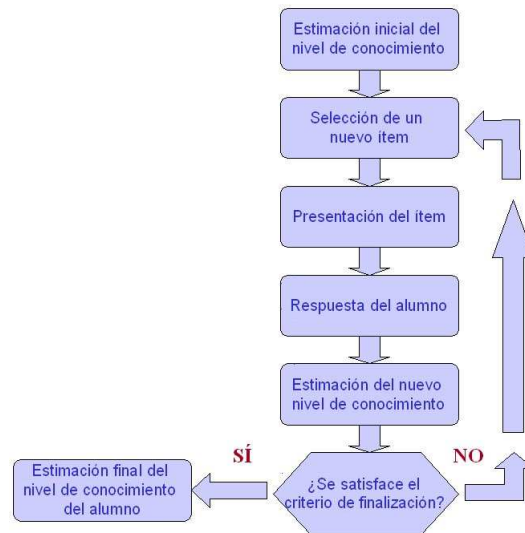 Estimación inicial del
nivel de conocimiento
Selección de un
nuevo ítem
Presentación del ítem
Respuesta del alumno
Estimación del nuevo
nivel de conocimiento
SÍ
NO
¿Se satisface el
criterio de finalización?
Estimación final del
nivel de conocimiento
del alumno